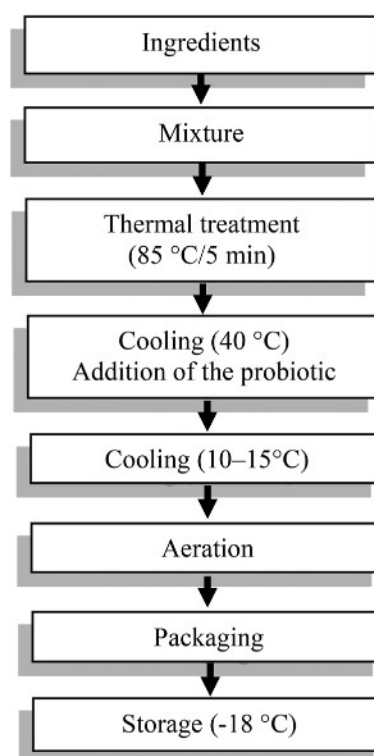 Ingredients
Mixture
Thermal treatment
(85 °C/5 min)
Cooling (40 °C)
Addition of the probiotic
Cooling (10–15°C)
Aeration
Packaging
Storage (-18 °C)